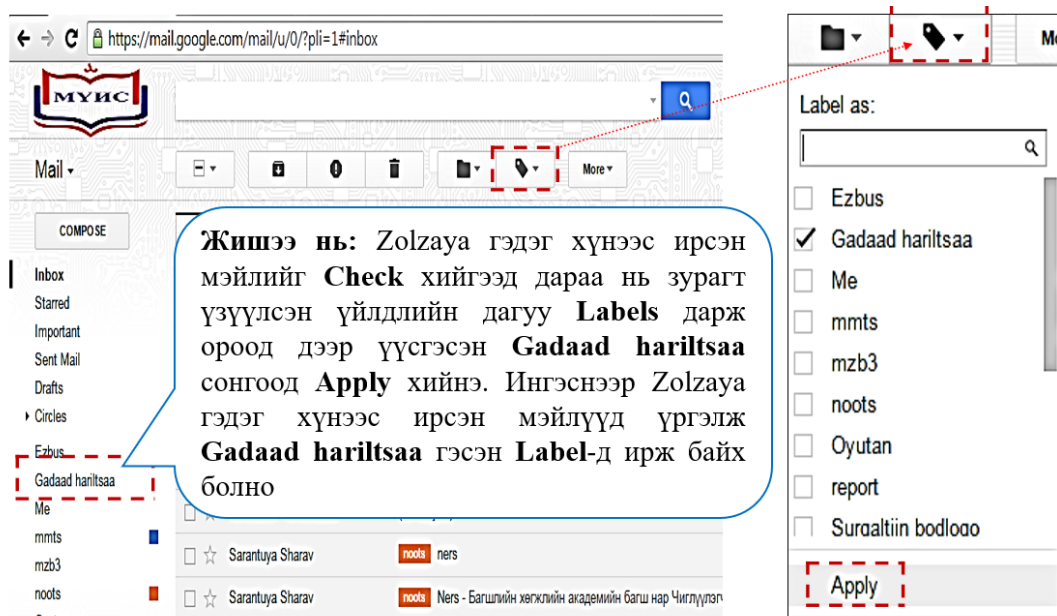 https://mail.google.com/mail/u/0/?pli=1#inbox
МУИС
Mail
More
COMPOSE
Inbox
Starred
Important
Sent Mail
Drafts
Circles
Ezbus
Gadaad hariltsaa
Me
mmts
mzb3
noots
Жишээ нь: Zolzaya гэдэг хүнээс ирсэн
мэйлийг Check хийгээд дараа нь зурагт
үзүүлсэн үйлдлийн дагуу Labels дарж
ороод дээр үүсгэсэн Gadaad hariltsaa
сонгоод Apply хийнэ. Ингэснээр Zolzaya
гэдэг хүнээс ирсэн мэйлүүд үргэлж
Gadaad hariltsaa гэсэн Label-д ирж байх
болно
Sarantuya Sharav noots ners
Sarantuya Sharav noots Ners - Багшлийн хөгжлийн академийн багш нар Чиглүүлэгч
Label as:
Ezbus
Gadaad hariltsaa
Me
mmts
mzb3
noots
Oyutan
report
Surgaltiin bodlogo
Apply